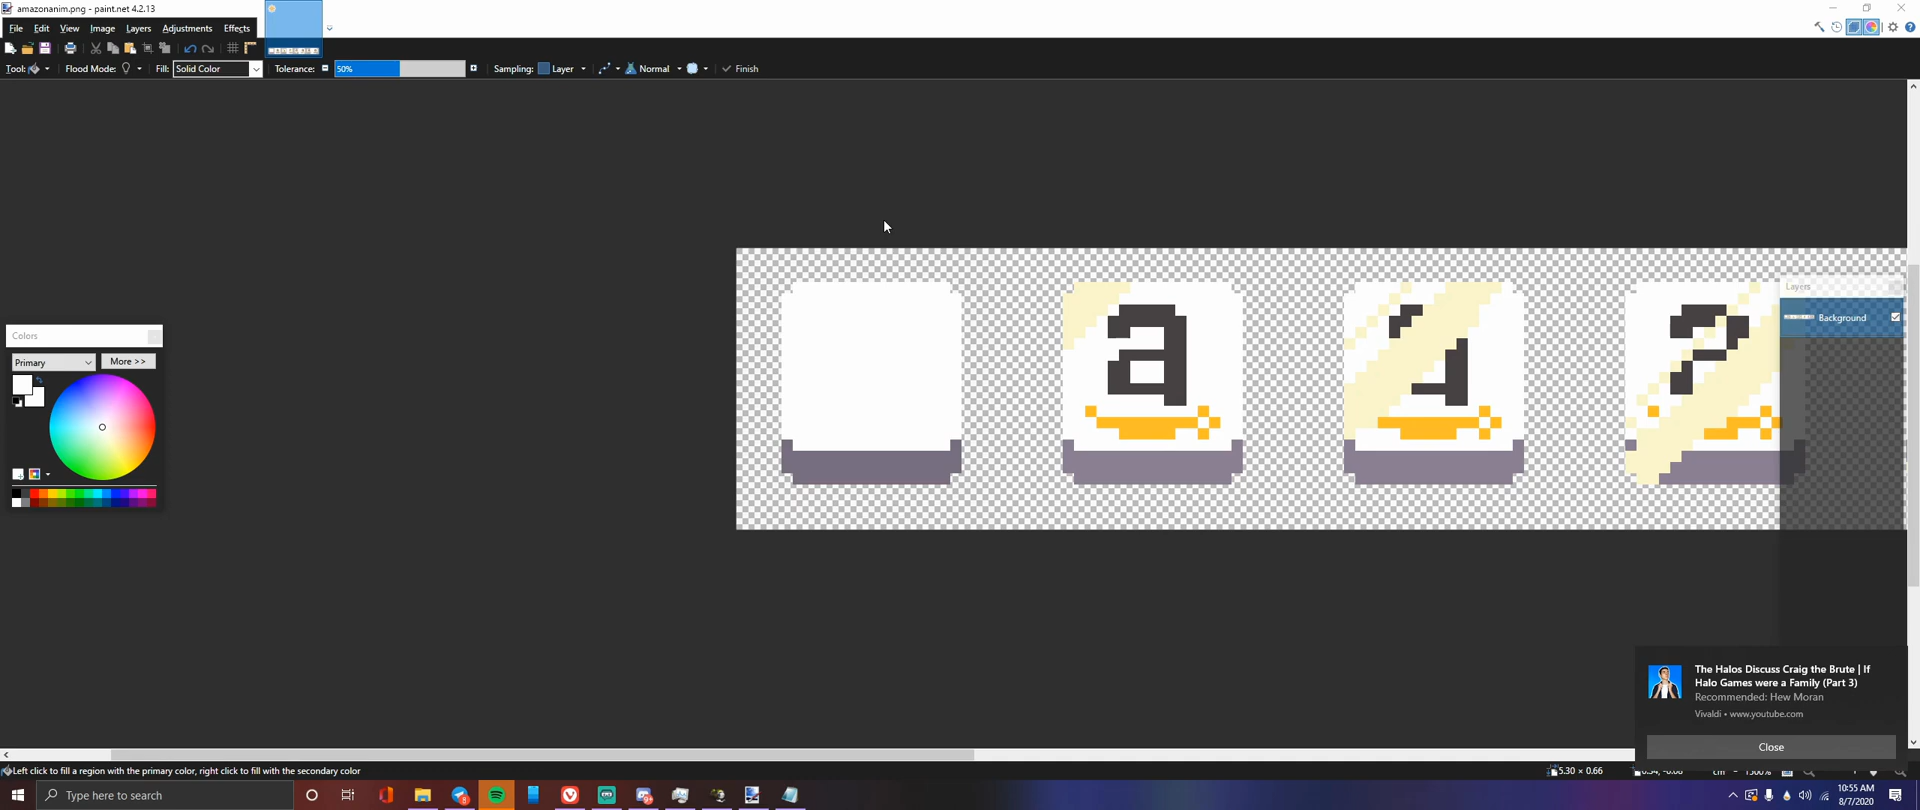 amazonanim.png - paint.net 4.2.13
File Edit View Image Layers Adjustments Effects
Tool: Flood Mode: Fill: Solid Color Tolerance: 50% Sampling: Layer Normal Finish
a
Layers
Background
Colors
Primary More >>
The Halos Discuss Craig the Brute | If
Halo Games were a Family (Part 3)
Recommended: Hew Moran
Vivaldi • www.youtube.com
Close
Left click to fill a region with the primary color, right click to fill with the secondary color
5.30 × 0.66
Type here to search
10:55 AM
8/7/2020